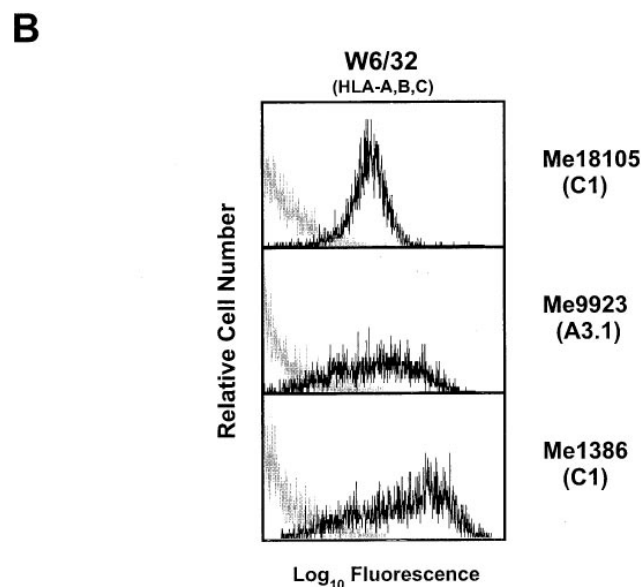 B
W6/32
(HLA-A,B,C)
Me18105
(C1)
Me9923
(A3.1)
Me1386
(C1)
Relative Cell Number
Log10 Fluorescence